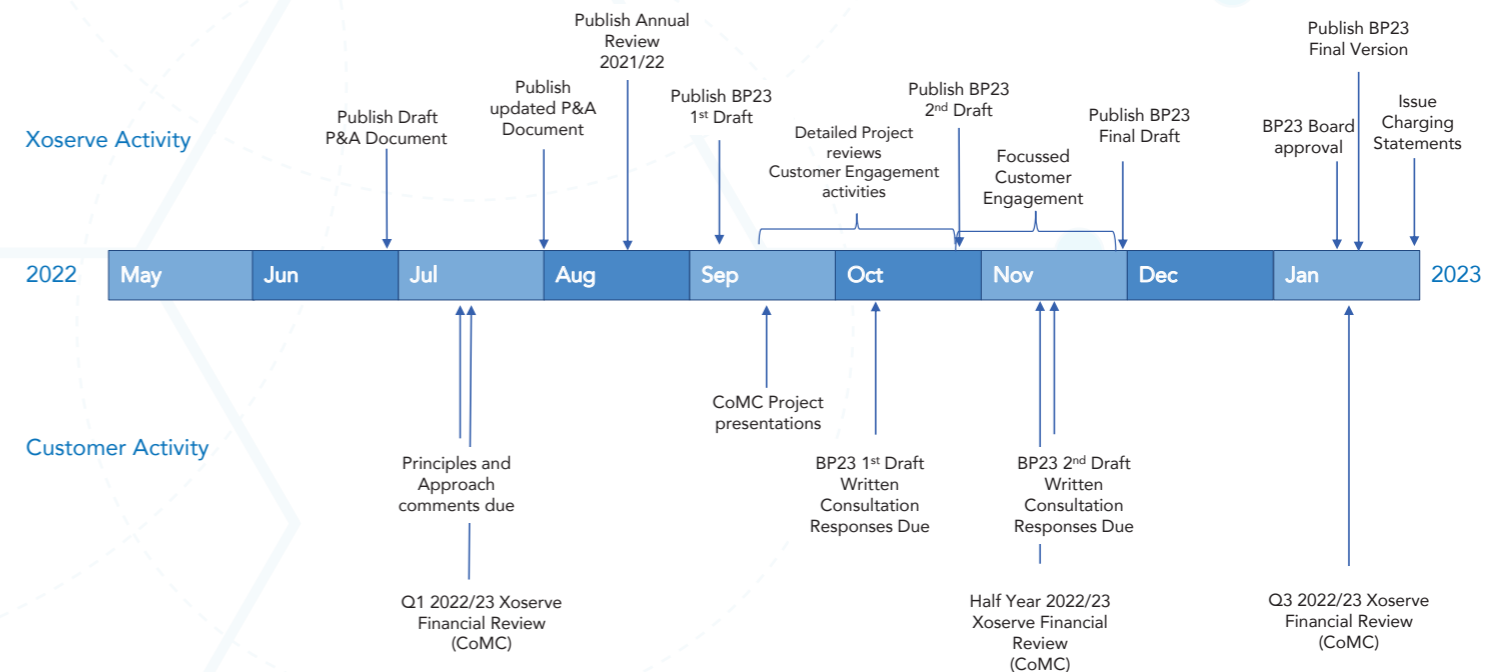 Publish Annual
Review
2021/22
Publish BP23
Final Version
Publish
updated P&A
Document
Publish BP23
1st Draft
Publish BP23
2nd Draft
Issue
Charging
Statements
Publish Draft
P&A Document
Detailed Project
reviews
Customer Engagement
activities
Publish BP23
Final Draft
BP23 Board
approval
Focussed
Customer
Engagement
Xoserve Activity
2022 May Jun Jul Aug Sep Oct Nov Dec Jan 2023
CoMC Project
presentations
Customer Activity
Principles and
Approach
comments due
BP23 1st Draft
Written
Consultation
Responses Due
BP23 2nd Draft
Written
Consultation
Responses Due
Q1 2022/23 Xoserve
Financial Review
(CoMC)
Half Year 2022/23
Xoserve Financial
Review
(CoMC)
Q3 2022/23 Xoserve
Financial Review
(CoMC)